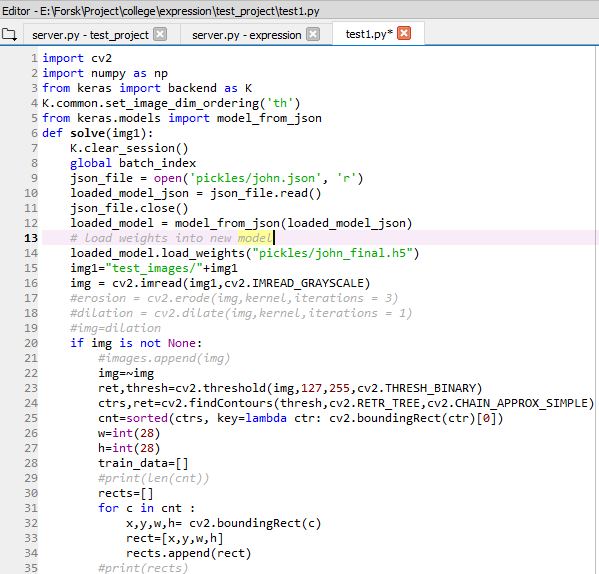 Editor - E:\Forsk\Project\college\expression\test_project\test1.py
server.py - test_project server.py - expression test1.py*
1 import cv2
2 import numpy as np
3 from keras import backend as K
4 K.common.set_image_dim_ordering('th')
5 from keras.models import model_from_json
6 def solve(img1):
7     K.clear_session()
8     global batch_index
9     json_file = open('pickles/john.json', 'r')
10     loaded_model_json = json_file.read()
11     json_file.close()
12     loaded_model = model_from_json(loaded_model_json)
13     # load weights into new model
14     loaded_model.load_weights("pickles/john_final.h5")
15     img1="test_images/"+img1
16     img = cv2.imread(img1,cv2.IMREAD_GRAYSCALE)
17     #erosion = cv2.erode(img,kernel,iterations = 3)
18     #dilation = cv2.dilate(img,kernel,iterations = 1)
19     #img=dilation
20     if img is not None:
21         #images.append(img)
22         img=~img
23         ret,thresh=cv2.threshold(img,127,255,cv2.THRESH_BINARY)
24         ctrs,ret=cv2.findContours(thresh,cv2.RETR_TREE,cv2.CHAIN_APPROX_SIMPLE)
25         cnt=sorted(ctrs, key=lambda ctr: cv2.boundingRect(ctr)[0])
26         w=int(28)
27         h=int(28)
28         train_data=[]
29         #print(len(cnt))
30         rects=[]
31         for c in cnt :
32             x,y,w,h= cv2.boundingRect(c)
33             rect=[x,y,w,h]
34             rects.append(rect)
35         #print(rects)